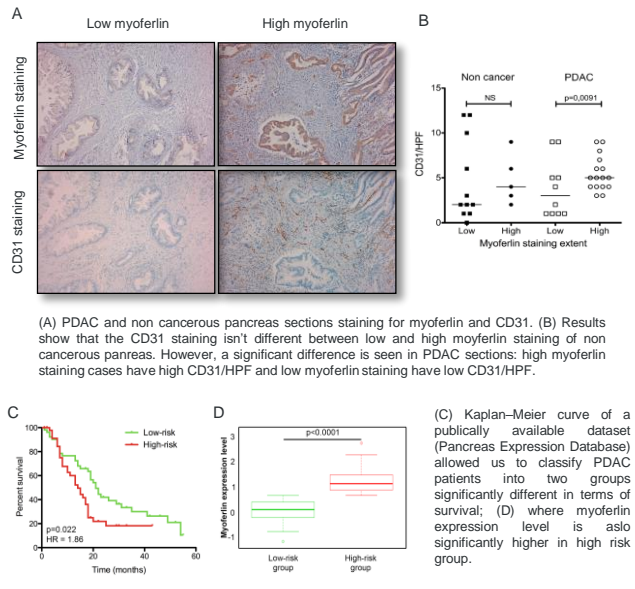 A
Low myoferlin
High myoferlin
Myoferlin staining
CD31 staining
B
Non cancer
PDAC
NS
p=0,0091
15
10
5
0
CD31/HPF
Low
High
Low
High
Myoferlin staining extent
(A) PDAC and non cancerous pancreas sections staining for myoferlin and CD31. (B) Results
show that the CD31 staining isn't different between low and high moyferlin staining of non
cancerous panreas. However, a significant difference is seen in PDAC sections: high myoferlin
staining cases have high CD31/HPF and low myoferlin staining have low CD31/HPF.
C
Low-risk
High-risk
100
80
60
40
20
0
Percent survival
p=0.022
HR = 1.86
0
20
40
60
Time (months)
D
p<0.0001
3
2
1
0
-1
Myoferlin expression level
Low-risk
group
High-risk
group
(C) Kaplan–Meier curve of a
publically available dataset
(Pancreas Expression Database)
allowed us to classify PDAC
patients into two groups
significantly different in terms of
survival; (D) where myoferlin
expression level is aslo
significantly higher in high risk
group.